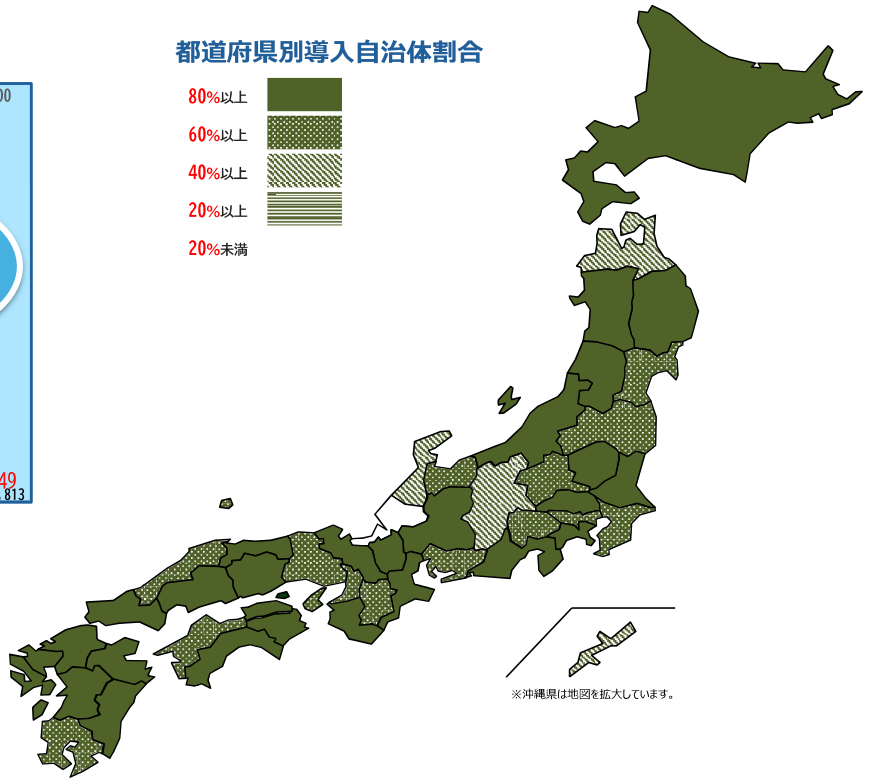 都道府県別導入自治体割合
80%以上
60%以上
40%以上
20%以上
20%未満
00
49
813
※沖縄県は地図を拡大しています。